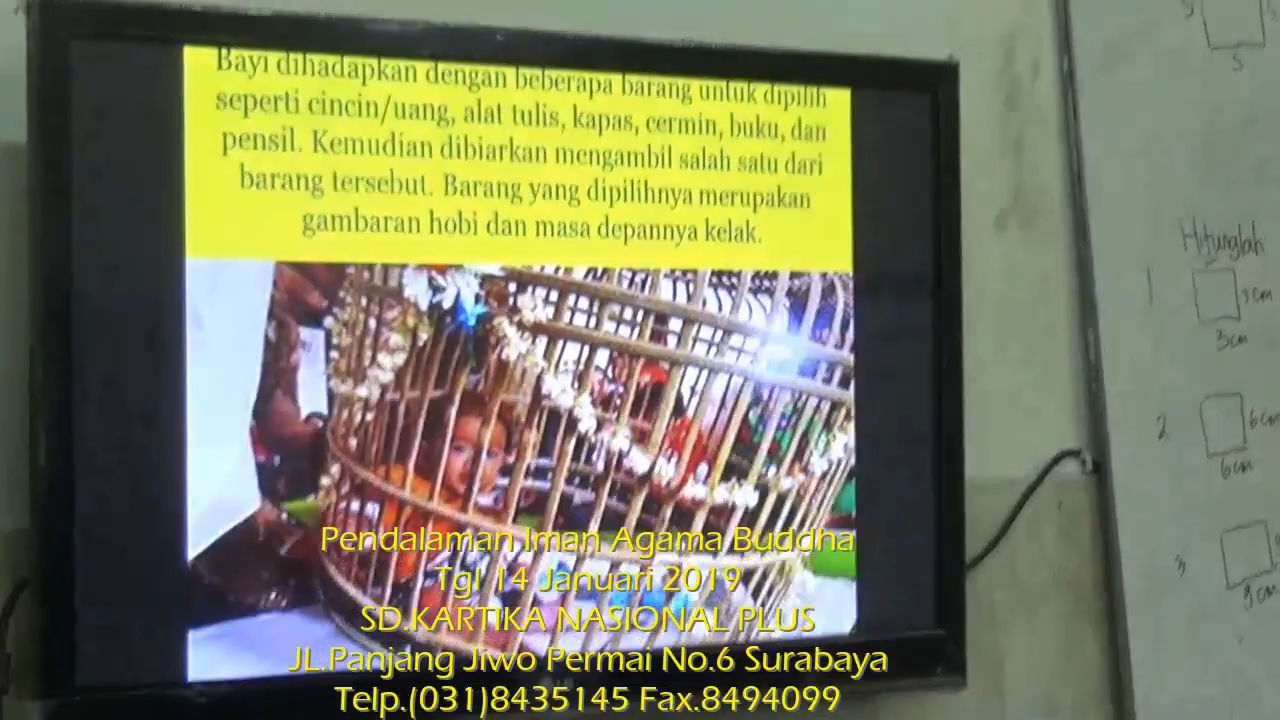 Bayi dihadapkan dengan beberapa barang untuk dipilih
seperti cincin/uang, alat tulis, kapas, cermin, buku, dan
pensil. Kemudian dibiarkan mengambil salah satu dari
barang tersebut. Barang yang dipilihnya merupakan
gambaran hobi dan masa depannya kelak.
S
S
Hitunglah
1
3cm
3cm
2
6cm
6cm
3
9cm
Pendalaman Iman Agama Buddha
Tgl 14 Januari 2019
SD.KARTIKA NASIONAL PLUS
JL.Panjang Jiwo Permai No.6 Surabaya
Telp.(031)8435145 Fax.8494099